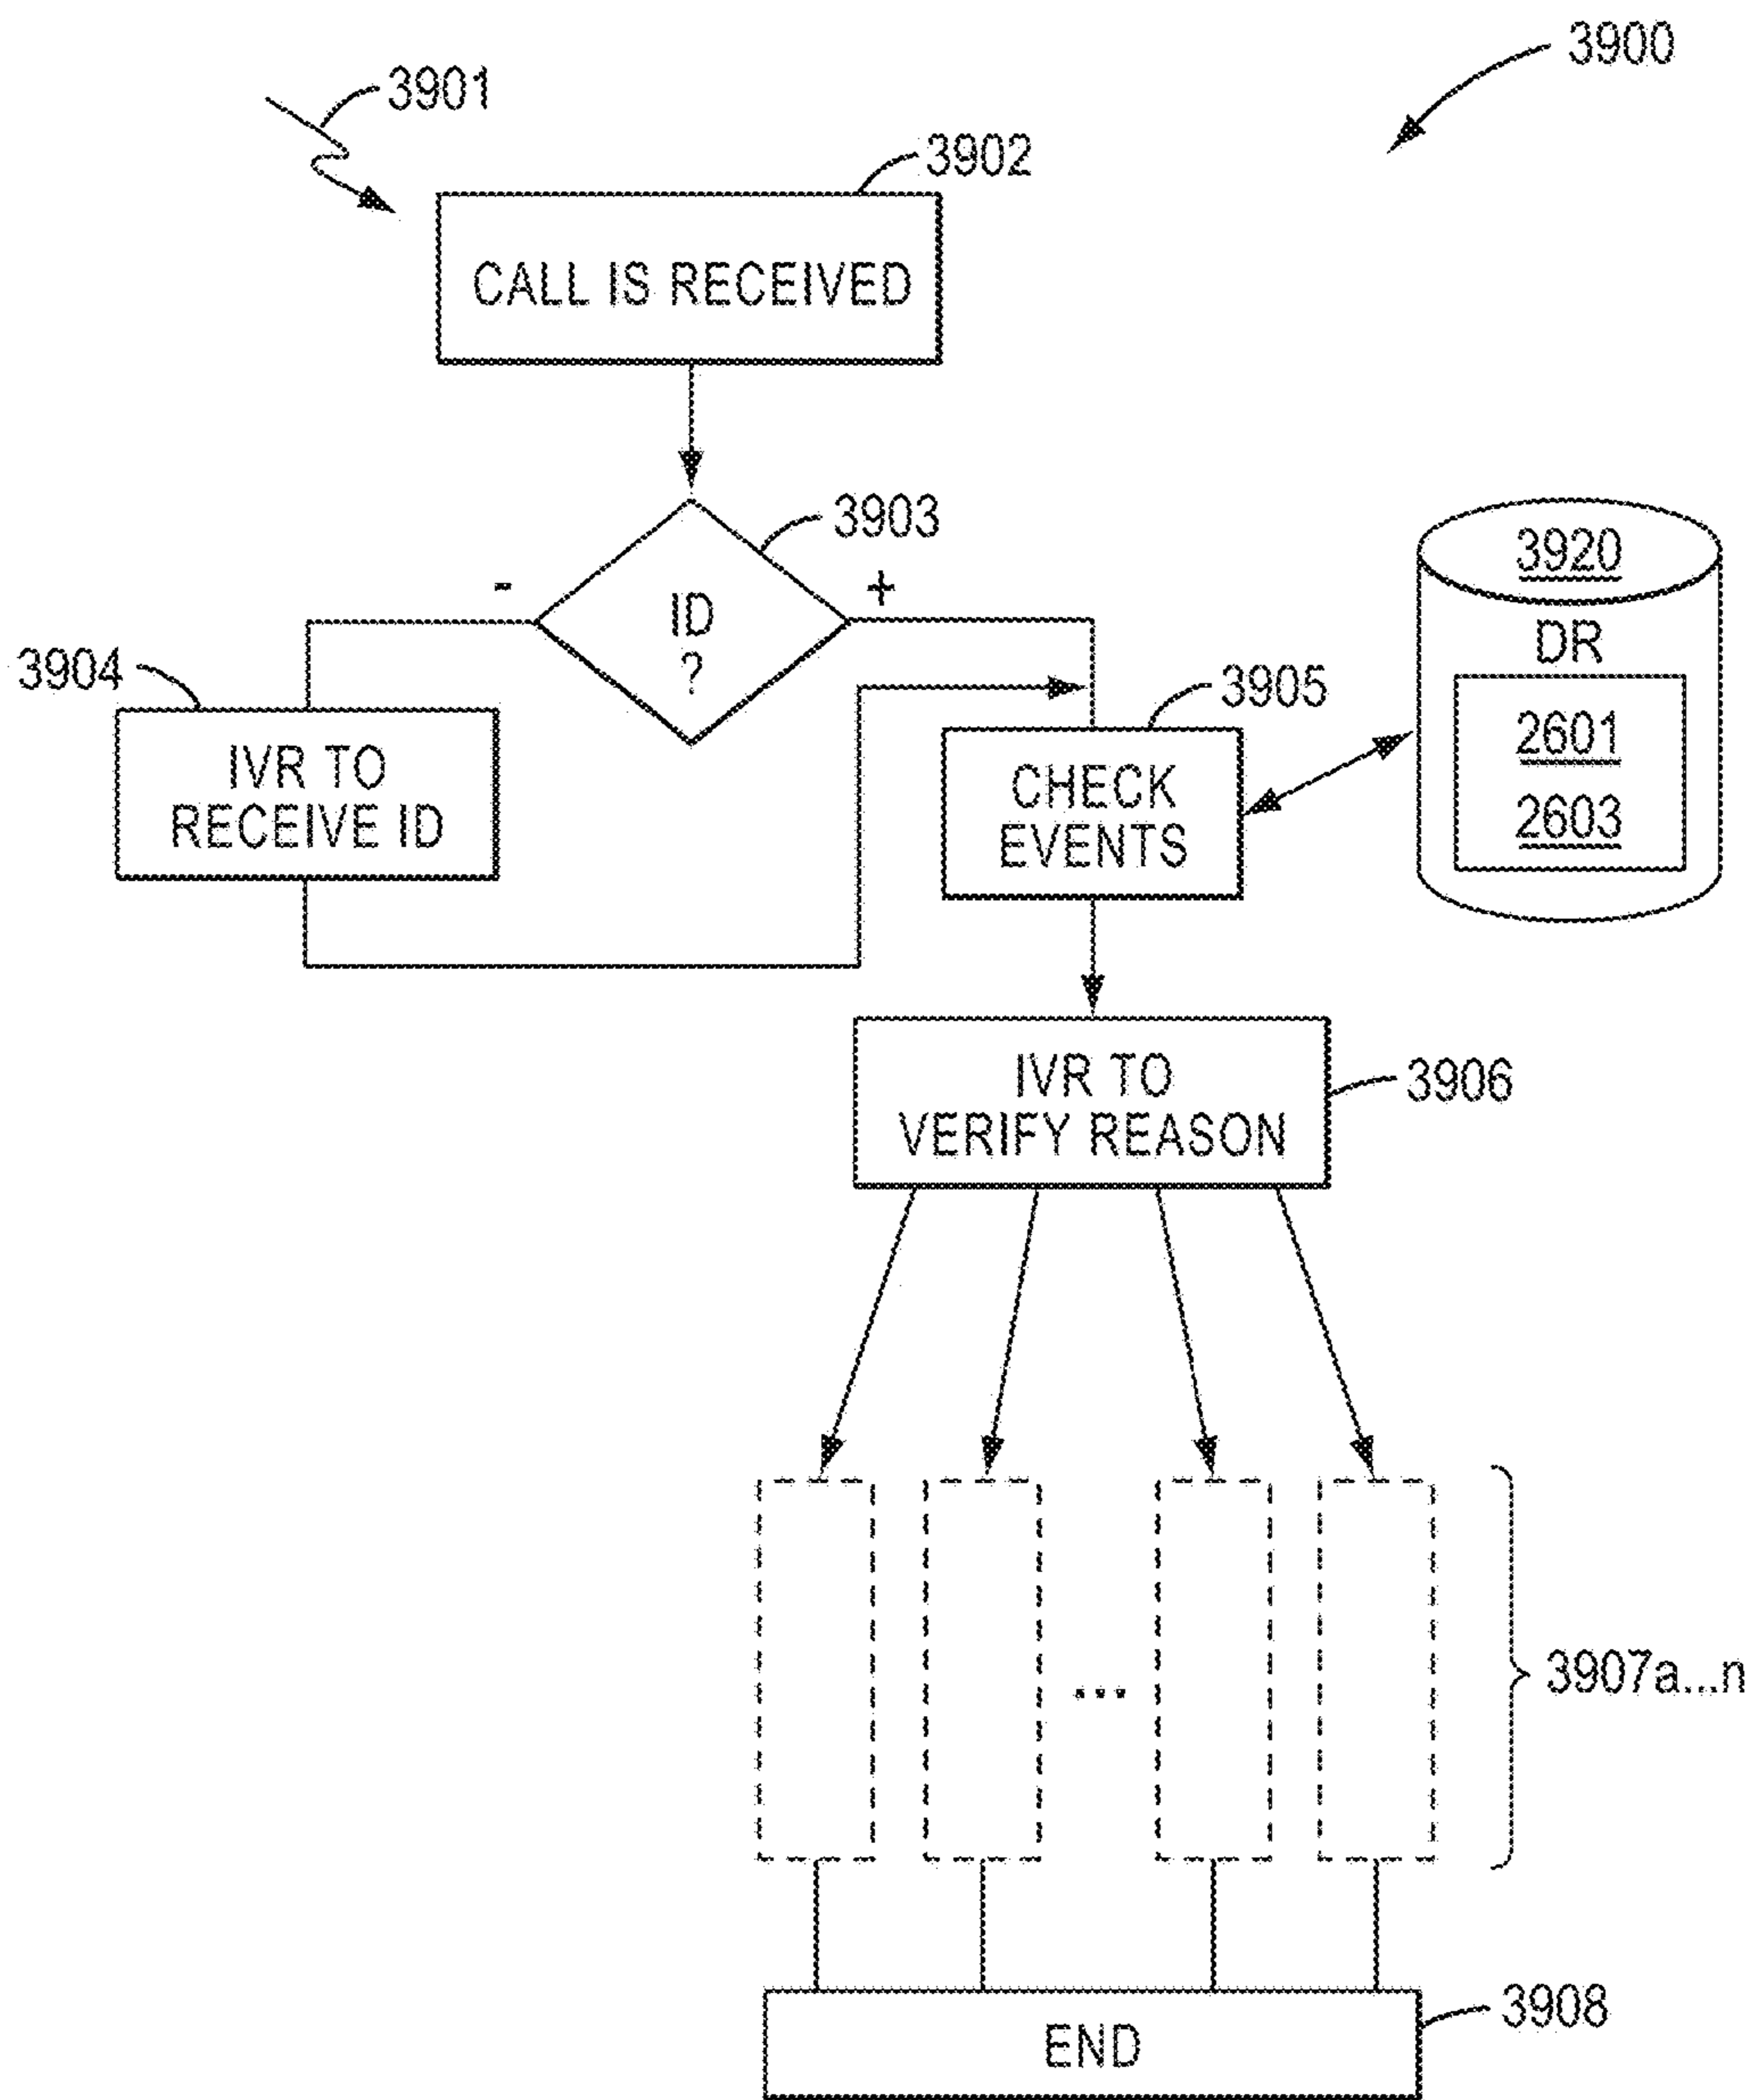 3900
3901
3902
CALL IS RECEIVED
3903
-
+
ID
?
3920
DR
2601
2603
3904
IVR TO
RECEIVE ID
3905
CHECK
EVENTS
IVR TO
VERIFY REASON
3906
...
3907a...n
END
3908